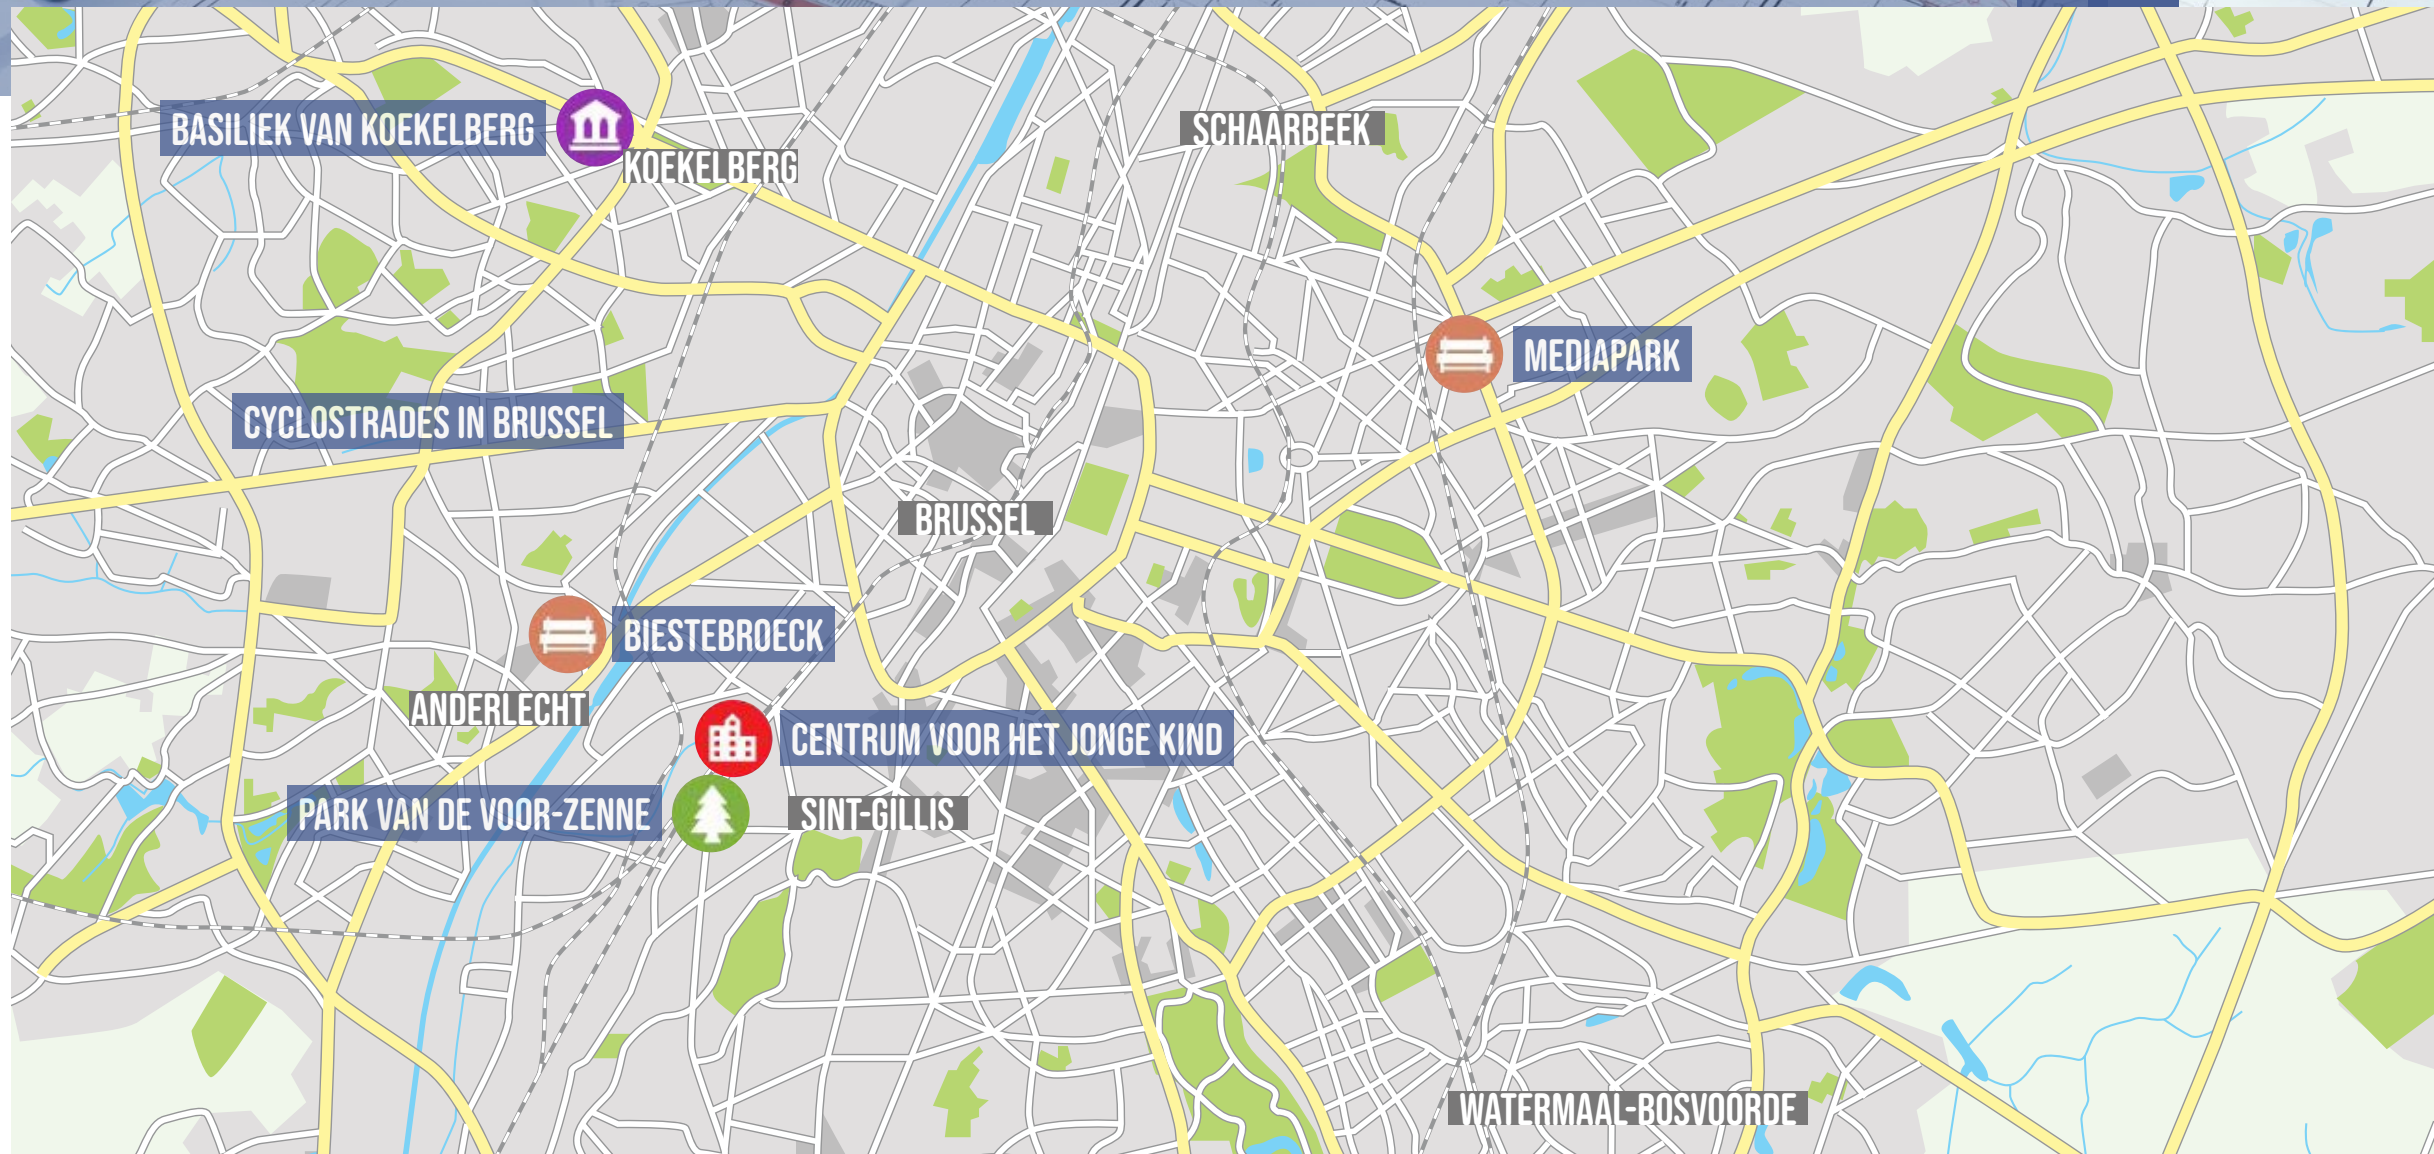 SCHAARBEEK
BASILIEK VAN KOEKELBERG
KOEKELBERG
MEDIAPARK
CYCLOSTRADES IN BRUSSEL
BRUSSEL
BIESTEBROECK
ANDERLECHT
CENTRUM VOOR HET JONGE KIND
PARK VAN DE VOOR-ZENNE
SINT-GILLIS
WATERMAAL-BOSVOORDE